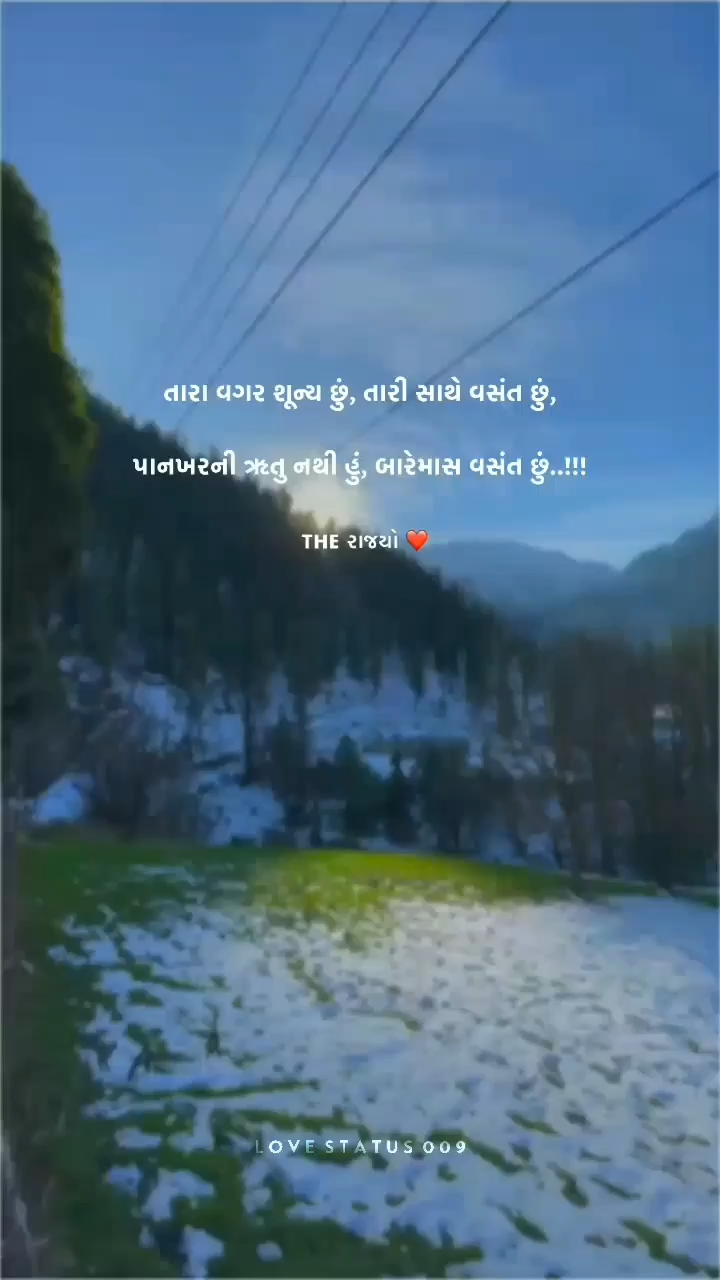 તારા વગર શૂન્ય છું, તારી સાથે વસંત છું,
પાનખરની ઋતુ નથી હું, બારેમાસ વસંત છું..!!!
THE રાજયો ❤️
LOVE STATUS 009